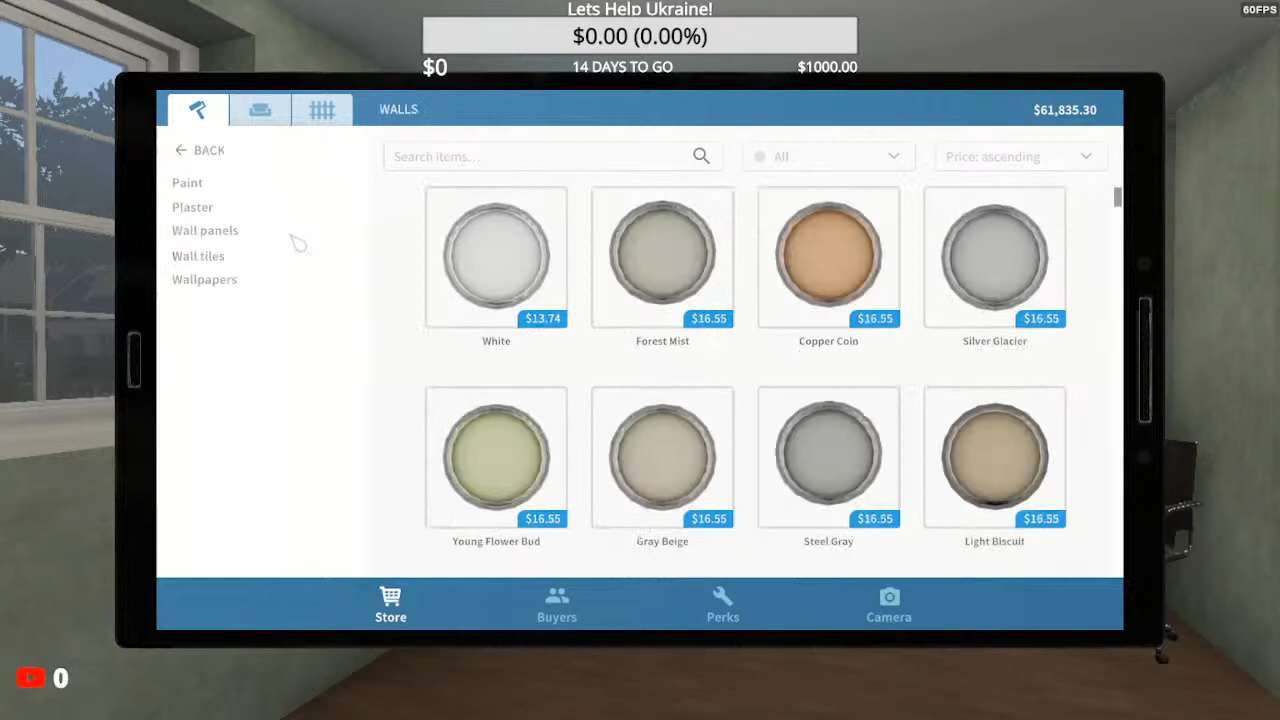 Lets Help Ukraine!
60FPS
$0.00 (0.00%)
$0
14 DAYS TO GO
$1000.00
WALLS
$61,835.30
BACK
Search items...
All
Price: ascending
Paint
Plaster
Wall panels
Wall tiles
Wallpapers
$13.74
$16.55
$16.55
$16.55
White
Forest Mist
Copper Coin
Silver Glacier
$16.55
$16.55
$16.55
$16.55
Young Flower Bud
Gray Beige
Steel Gray
Light Biscuit
Store
Buyers
Perks
Camera
0